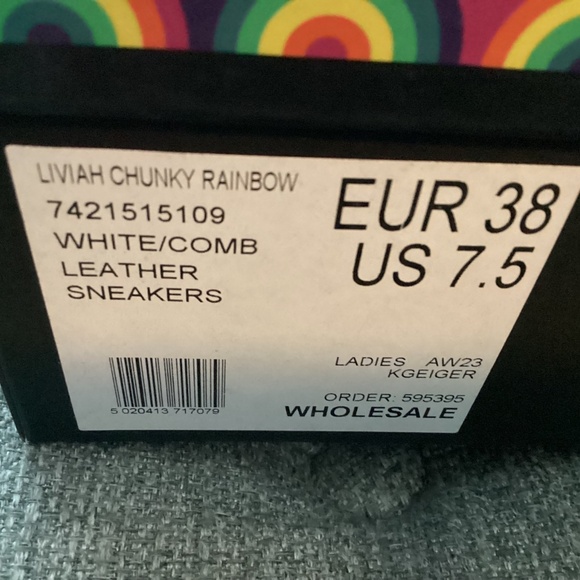 LIVIAH CHUNKY RAINBOW
7421515109
WHITE/COMB
LEATHER
SNEAKERS
EUR 38
US 7.5
LADIES AW23
KGEIGER
ORDER: 595395
WHOLESALE
5 020413 717079